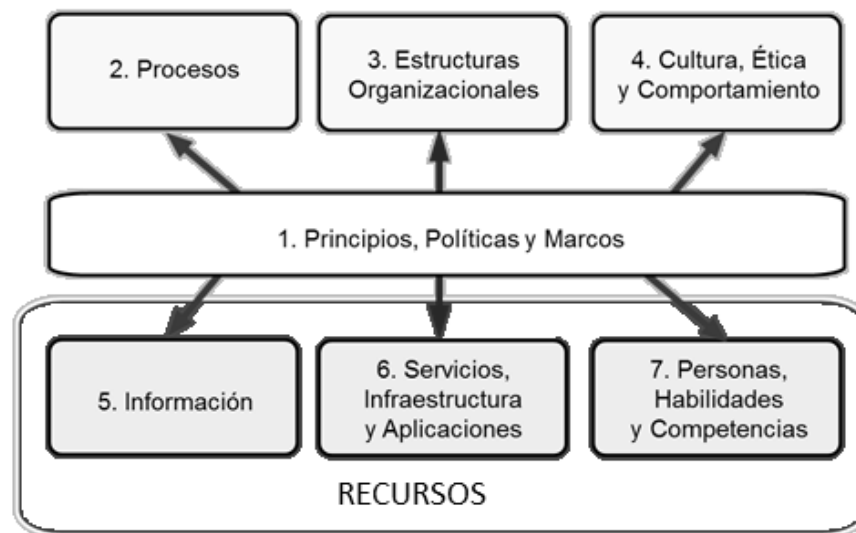 2. Procesos
3. Estructuras
Organizacionales
4. Cultura, Ética
y Comportamiento
1. Principios, Políticas y Marcos
5. Información
6. Servicios,
Infraestructura
y Aplicaciones
7. Personas,
Habilidades
y Competencias
RECURSOS